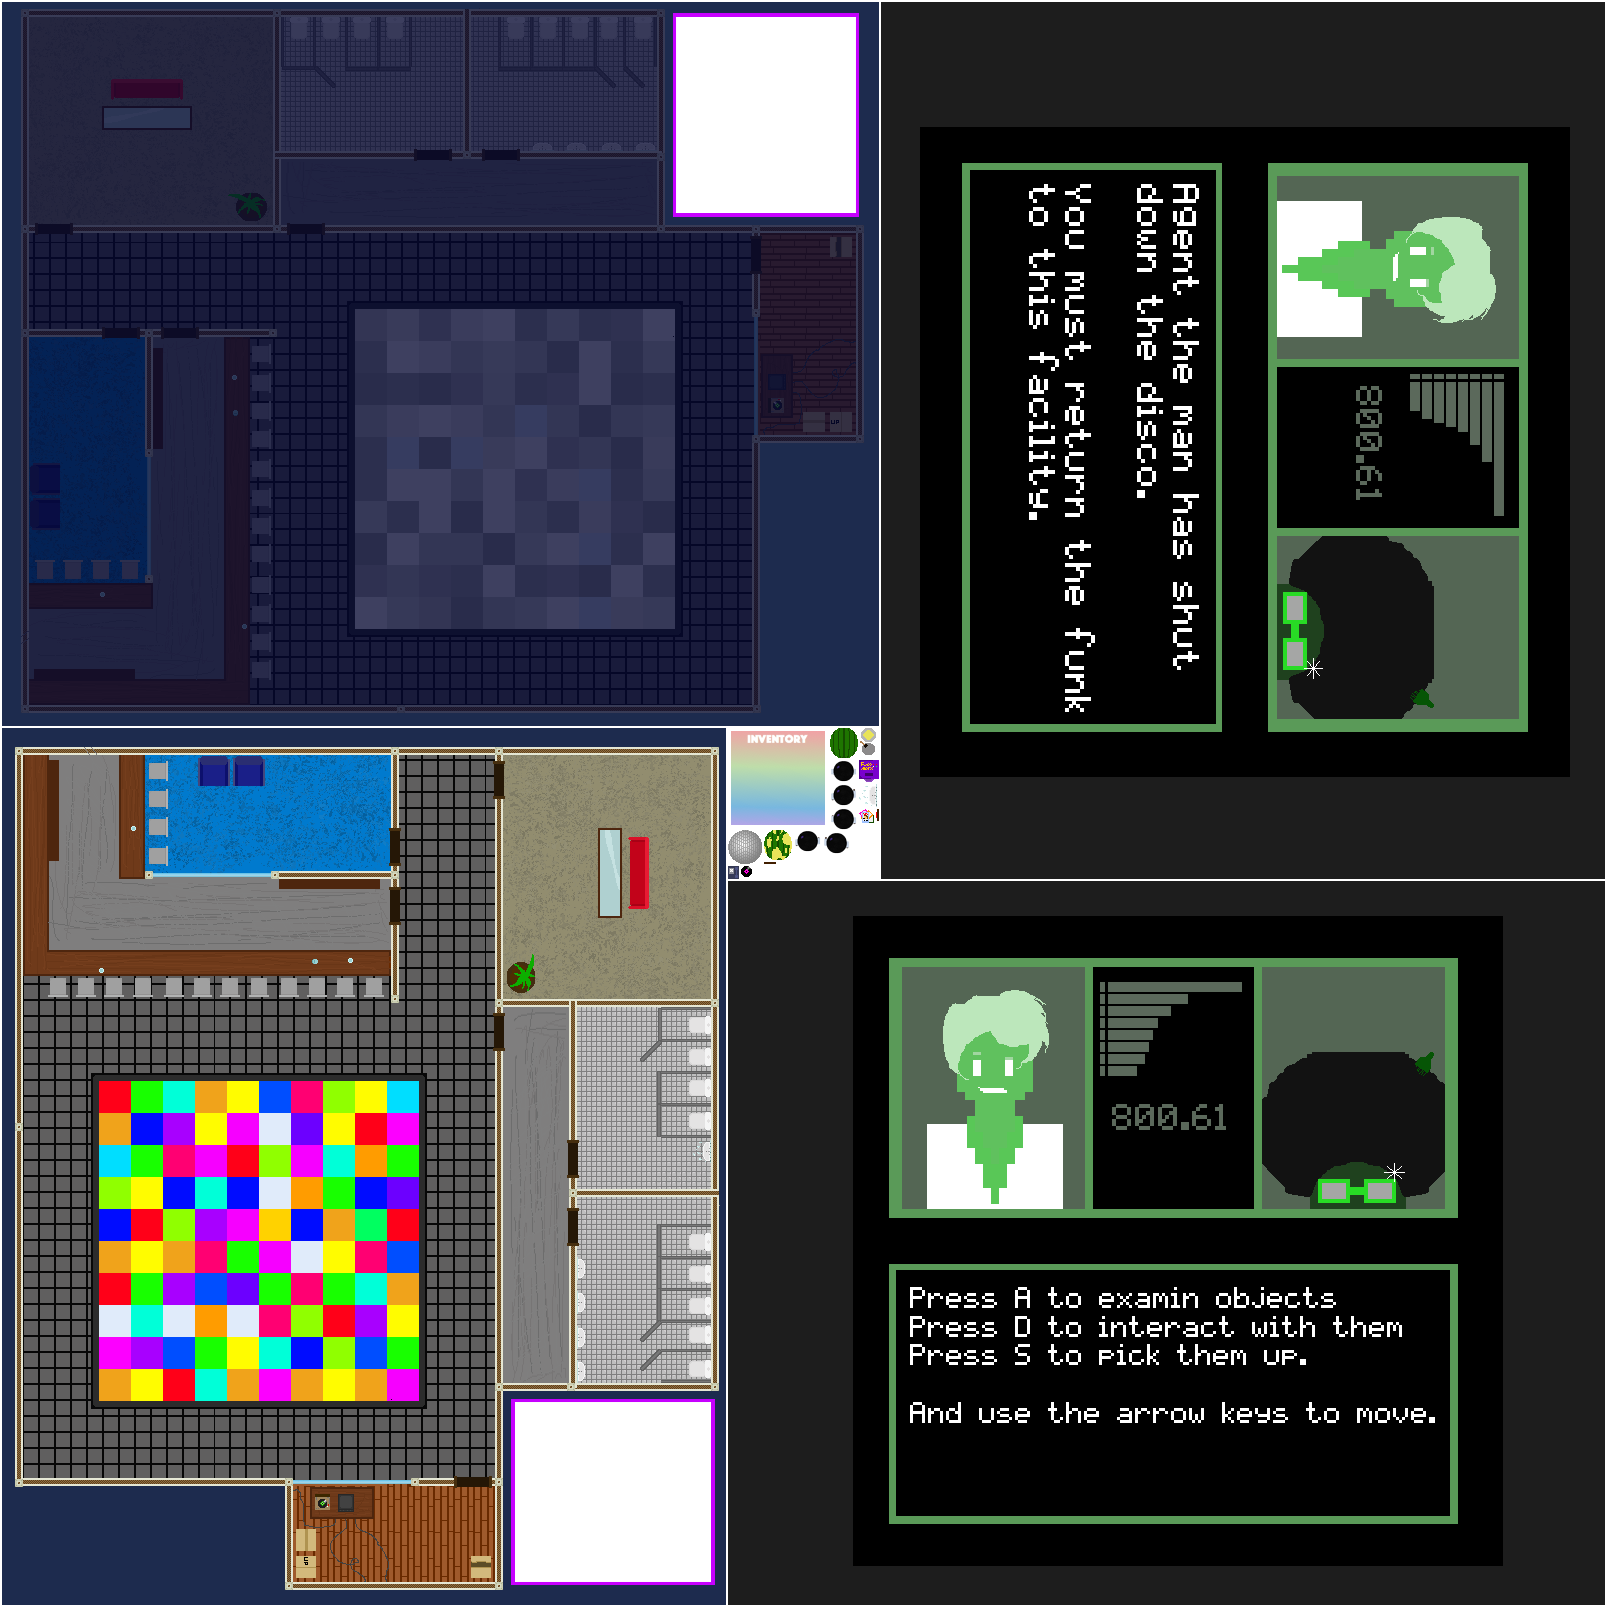 Agent the man has shut
down the disco.
You must return the funk
to this facility.
800.61
UP
INVENTORY
800.61
Press A to examin objects
Press D to interact with them
Press S to pick them up.
And use the arrow keys to move.
UP